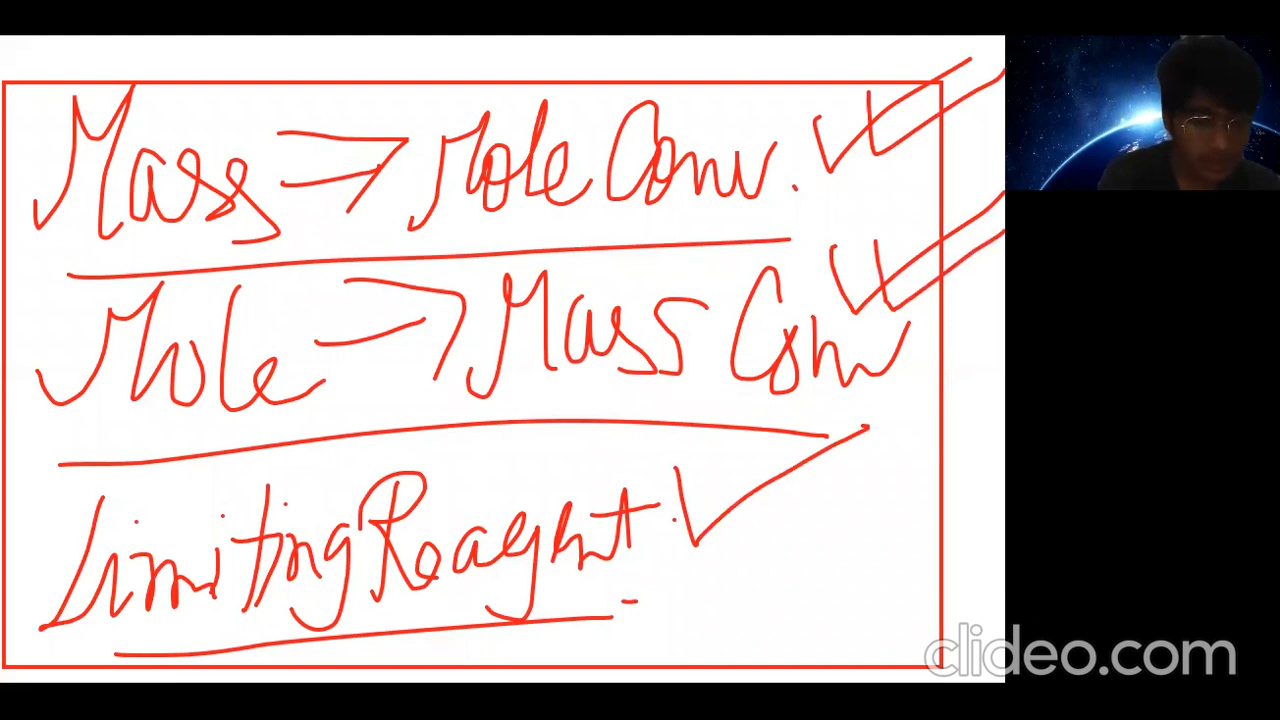 Mass → Mole Conv.
Mole → Mass Conv
Limiting Reagent.
clideo.com